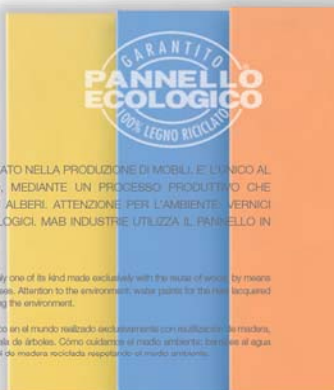 GARANTITO
PANNELLO
ECOLOGICO
100% LEGNO RICICLATO
ATO NELLA PRODUZIONE DI MOBILI. E' L'UNICO AL
, MEDIANTE UN PROCESSO PRODUTTIVO CHE
ALBERI. ATTENZIONE PER L'AMBIENTE: VERNICI
LOGICI. MAB INDUSTRIE UTILIZZA IL PANNELLO IN
ly one of its kind made exclusively with the reuse of wood, by means
es. Attention to the environment: water paints for the lacquered
g the environment.
co en el mundo realizado exclusivamente con reutilización de madera,
ala de árboles. Cómo cuidamos el medio ambiente: barnices al agua
l de madera reciclada respetando el medio ambiente.